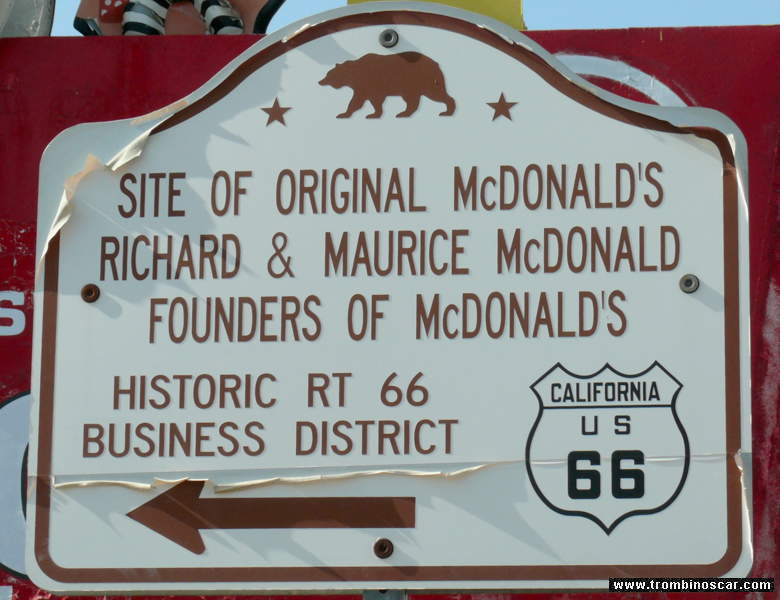 SITE OF ORIGINAL McDONALD'S
RICHARD & MAURICE McDONALD
FOUNDERS OF McDONALD'S
HISTORIC RT 66
BUSINESS DISTRICT
CALIFORNIA
U S
66
www.trombinoscar.com